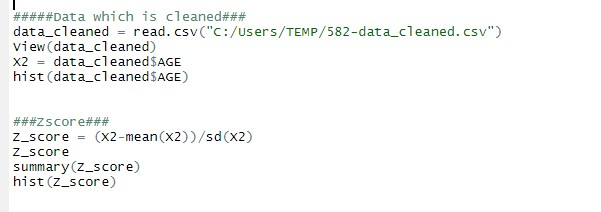 #####Data which is cleaned###
data_cleaned = read.csv("C:/Users/TEMP/582-data_cleaned.csv")
View(data_cleaned)
X2 = data_cleaned$AGE
hist(data_cleaned$AGE)
###Zscore###
Z_score = (X2-mean(X2))/sd(X2)
Z_score
summary(Z_score)
hist(Z_score)